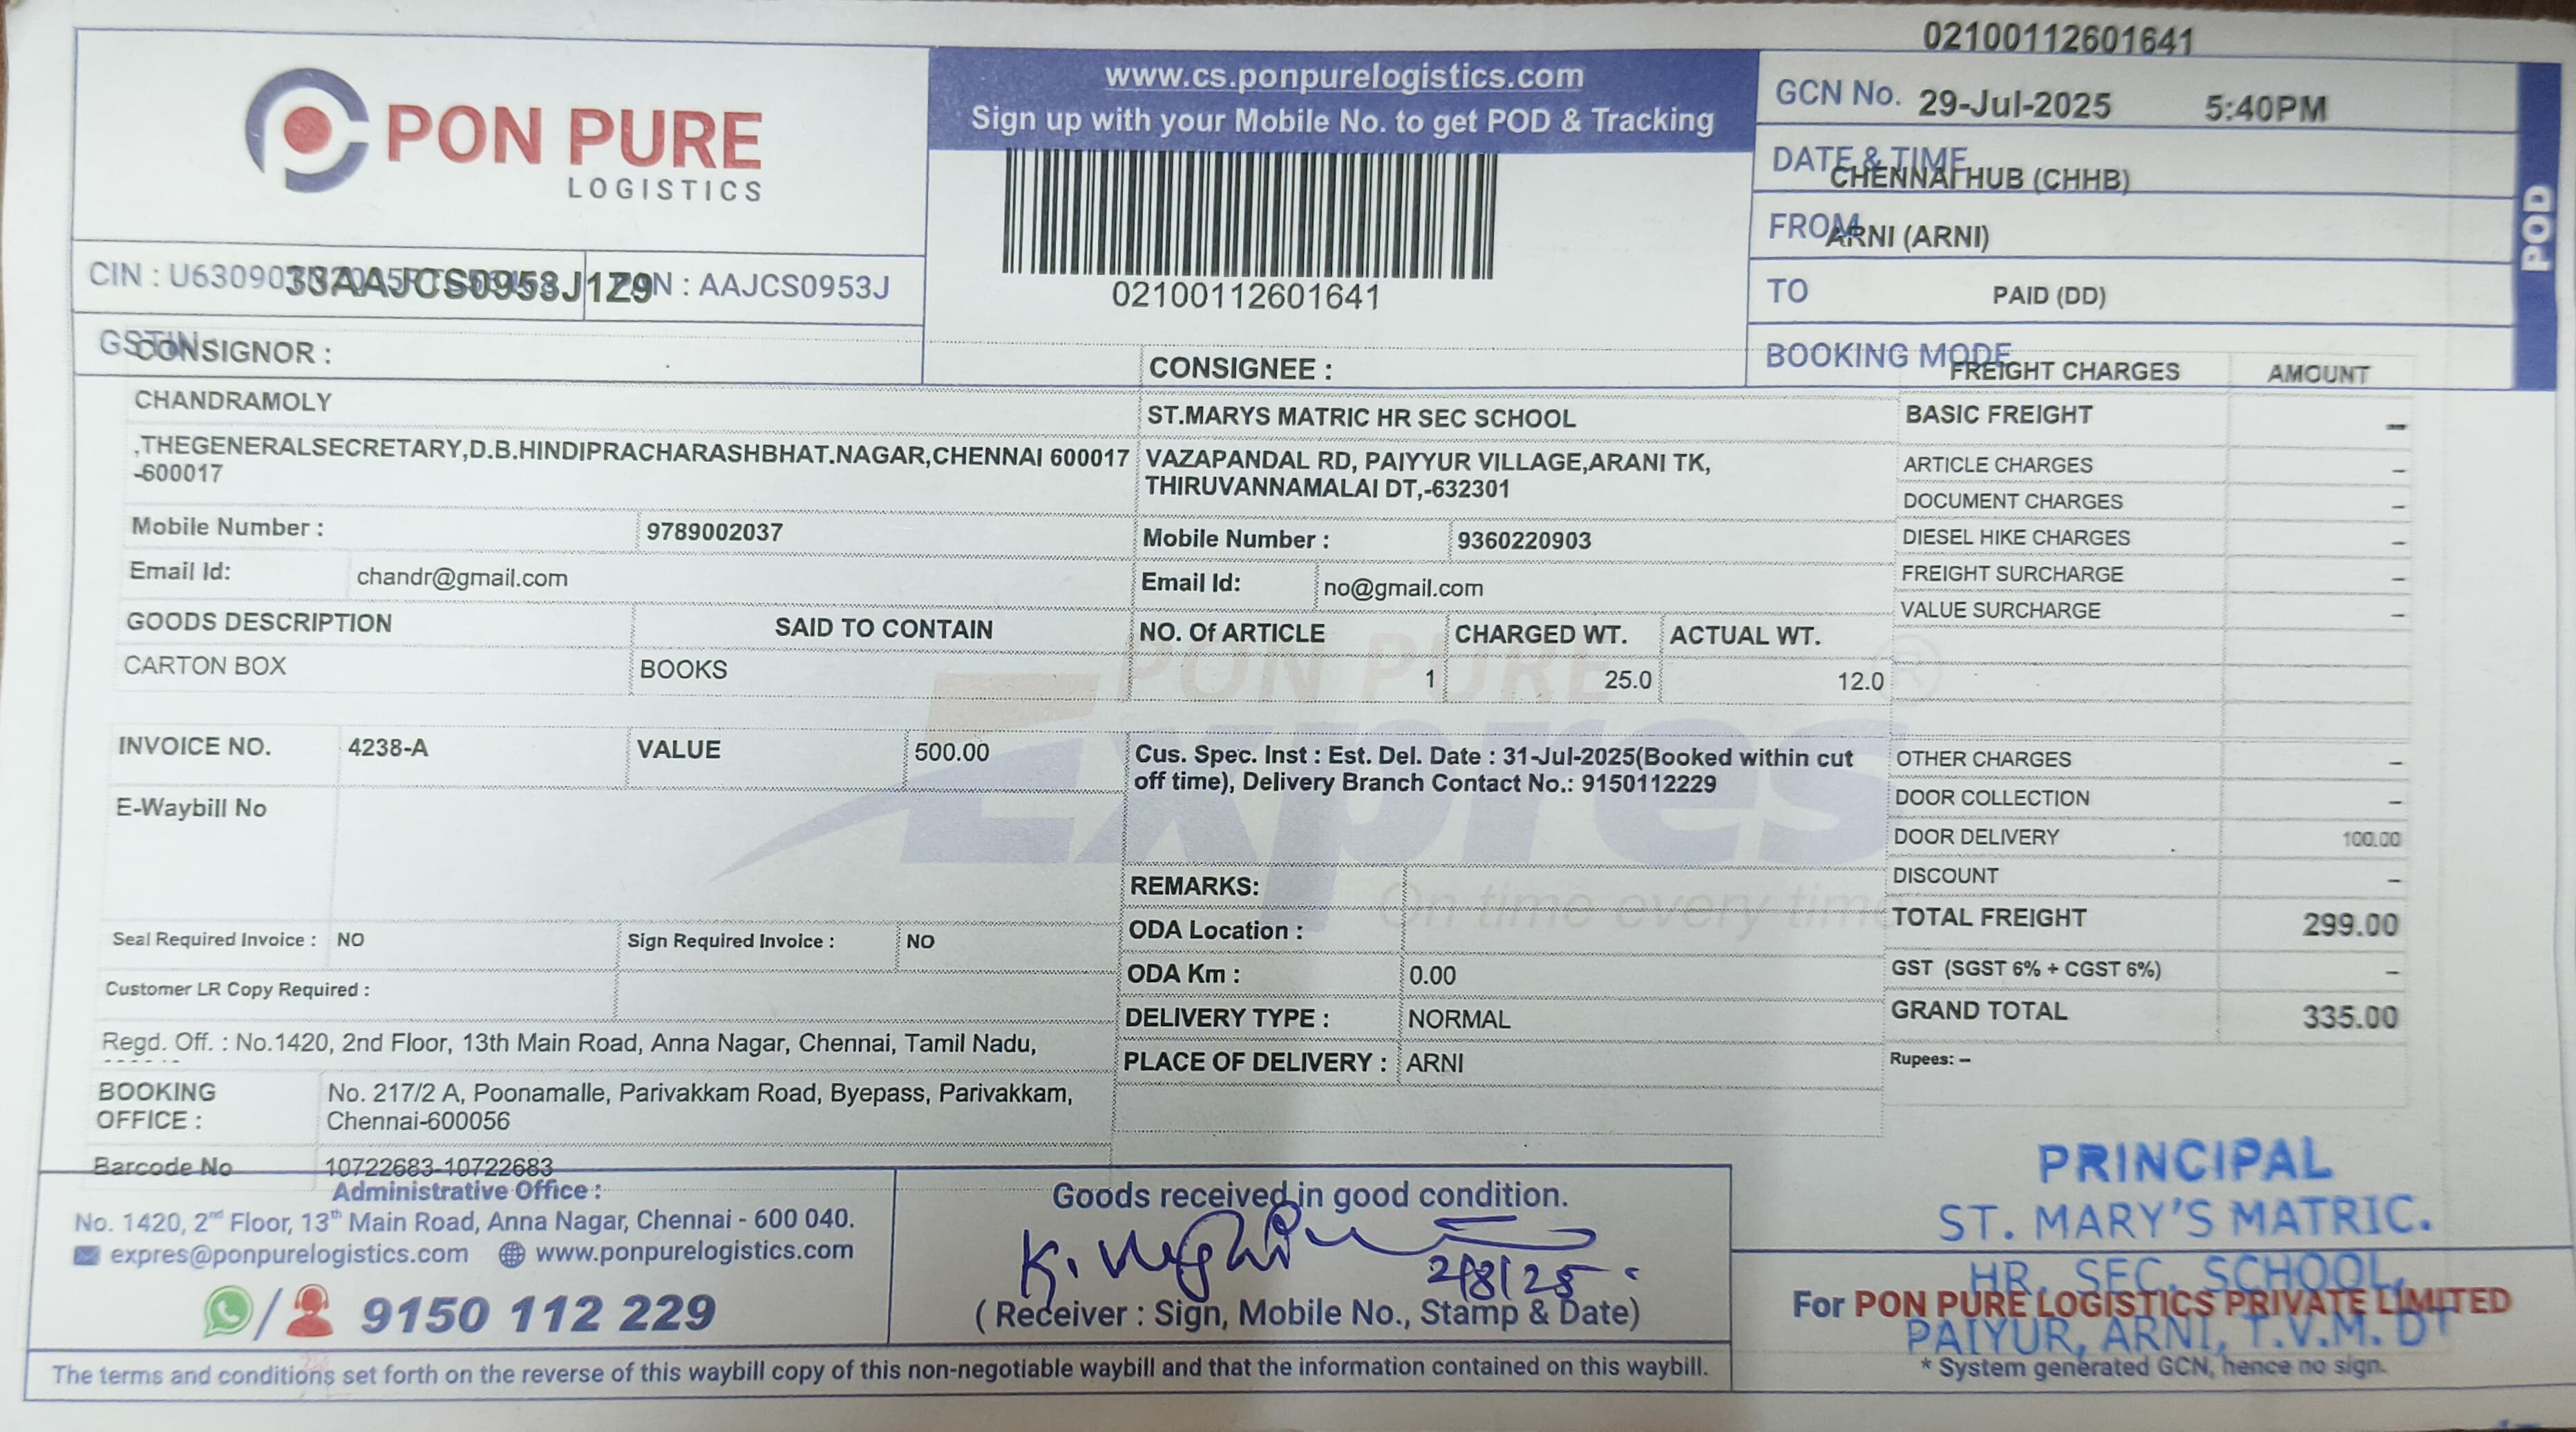 02100112601641
PON PURE
LOGISTICS
www.cs.ponpurelogistics.com
Sign up with your Mobile No. to get POD & Tracking
02100112601641
GCN No. 29-Jul-2025 5:40PM
DATE & TIME CHENNAI HUB (CHHB)
FROM ARNI (ARNI)
TO PAID (DD)
BOOKING MODE
POD
CIN : 33AAJCS0953J1Z9 PAN : AAJCS0953J
GSTIN
CONSIGNOR :
CHANDRAMOLY
,THEGENERALSECRETARY,D.B.HINDIPRACHARASHBHAT.NAGAR,CHENNAI 600017
-600017
Mobile Number : 9789002037
Email Id: chandr@gmail.com
CONSIGNEE :
ST.MARYS MATRIC HR SEC SCHOOL
VAZAPANDAL RD, PAIYYUR VILLAGE,ARANI TK,
THIRUVANNAMALAI DT,-632301
Mobile Number : 9360220903
Email Id: no@gmail.com
GOODS DESCRIPTION SAID TO CONTAIN NO. Of ARTICLE CHARGED WT. ACTUAL WT.
CARTON BOX BOOKS 1 25.0 12.0
PON PURE
Expres
On time every time
INVOICE NO. 4238-A VALUE 500.00
E-Waybill No
Seal Required Invoice : NO Sign Required Invoice : NO
Customer LR Copy Required :
Regd. Off. : No.1420, 2nd Floor, 13th Main Road, Anna Nagar, Chennai, Tamil Nadu,
BOOKING OFFICE : No. 217/2 A, Poonamalle, Parivakkam Road, Byepass, Parivakkam,
Chennai-600056
Barcode No 10722683-10722683
Cus. Spec. Inst : Est. Del. Date : 31-Jul-2025(Booked within cut
off time), Delivery Branch Contact No.: 9150112229
REMARKS:
ODA Location :
ODA Km : 0.00
DELIVERY TYPE : NORMAL
PLACE OF DELIVERY : ARNI
FREIGHT CHARGES AMOUNT
BASIC FREIGHT –
ARTICLE CHARGES –
DOCUMENT CHARGES –
DIESEL HIKE CHARGES –
FREIGHT SURCHARGE –
VALUE SURCHARGE –
OTHER CHARGES –
DOOR COLLECTION –
DOOR DELIVERY 100.00
DISCOUNT –
TOTAL FREIGHT 299.00
GST (SGST 6% + CGST 6%) –
GRAND TOTAL 335.00
Rupees: –
Administrative Office :
No. 1420, 2nd Floor, 13th Main Road, Anna Nagar, Chennai - 600 040.
expres@ponpurelogistics.com www.ponpurelogistics.com
/ 9150 112 229
Goods received in good condition.
K.
2/8/25
( Receiver : Sign, Mobile No., Stamp & Date)
PRINCIPAL
ST. MARY'S MATRIC.
HR. SEC. SCHOOL,
For PON PURE LOGISTICS PRIVATE LIMITED
PAIYUR, ARNI, T.V.M. DT
* System generated GCN, hence no sign.
The terms and conditions set forth on the reverse of this waybill copy of this non-negotiable waybill and that the information contained on this waybill.